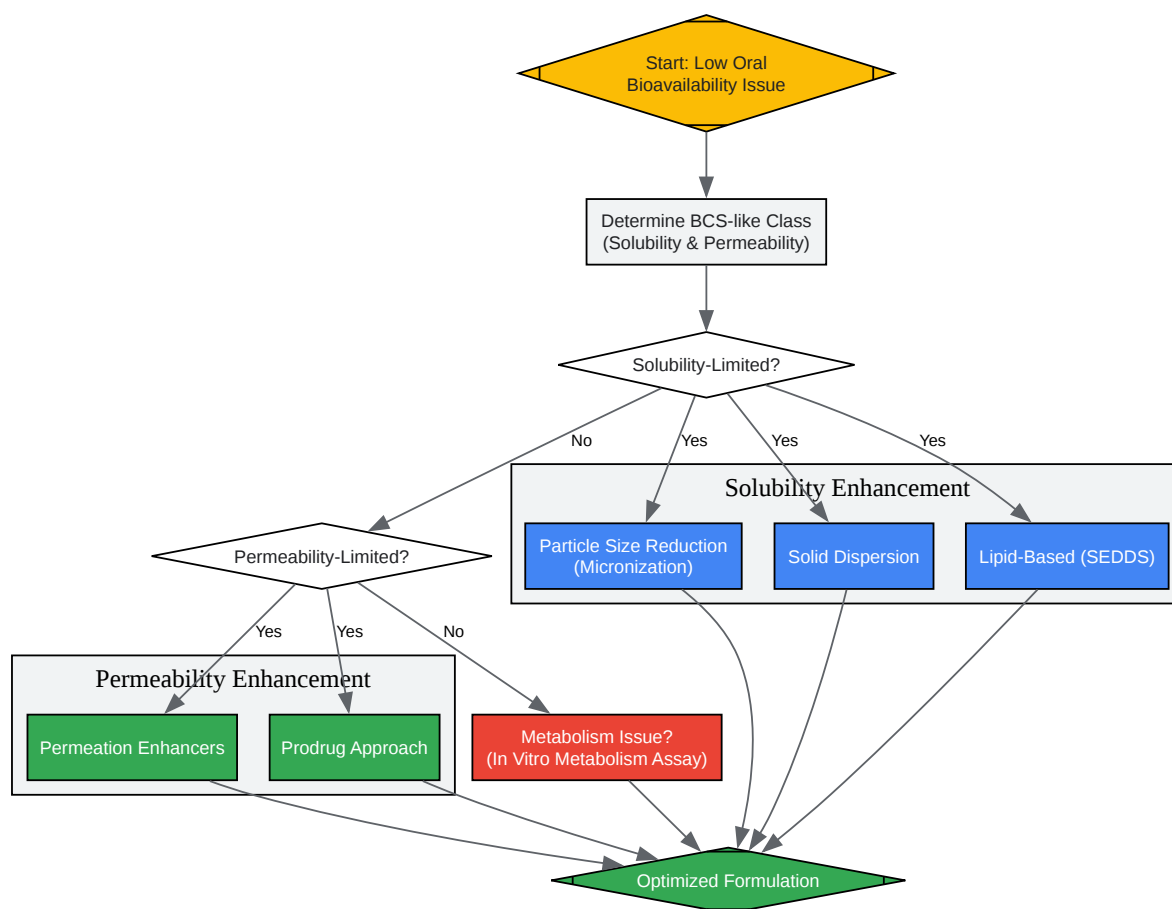 Start: Low Oral
Bioavailability Issue
Determine BCS-like Class
(Solubility & Permeability)
Solubility-Limited?
No
Yes
Yes
Yes
Solubility Enhancement
Particle Size Reduction
(Micronization)
Solid Dispersion
Lipid-Based (SEDDS)
Permeability-Limited?
Yes
Yes
No
Permeability Enhancement
Permeation Enhancers
Prodrug Approach
Metabolism Issue?
(In Vitro Metabolism Assay)
Optimized Formulation